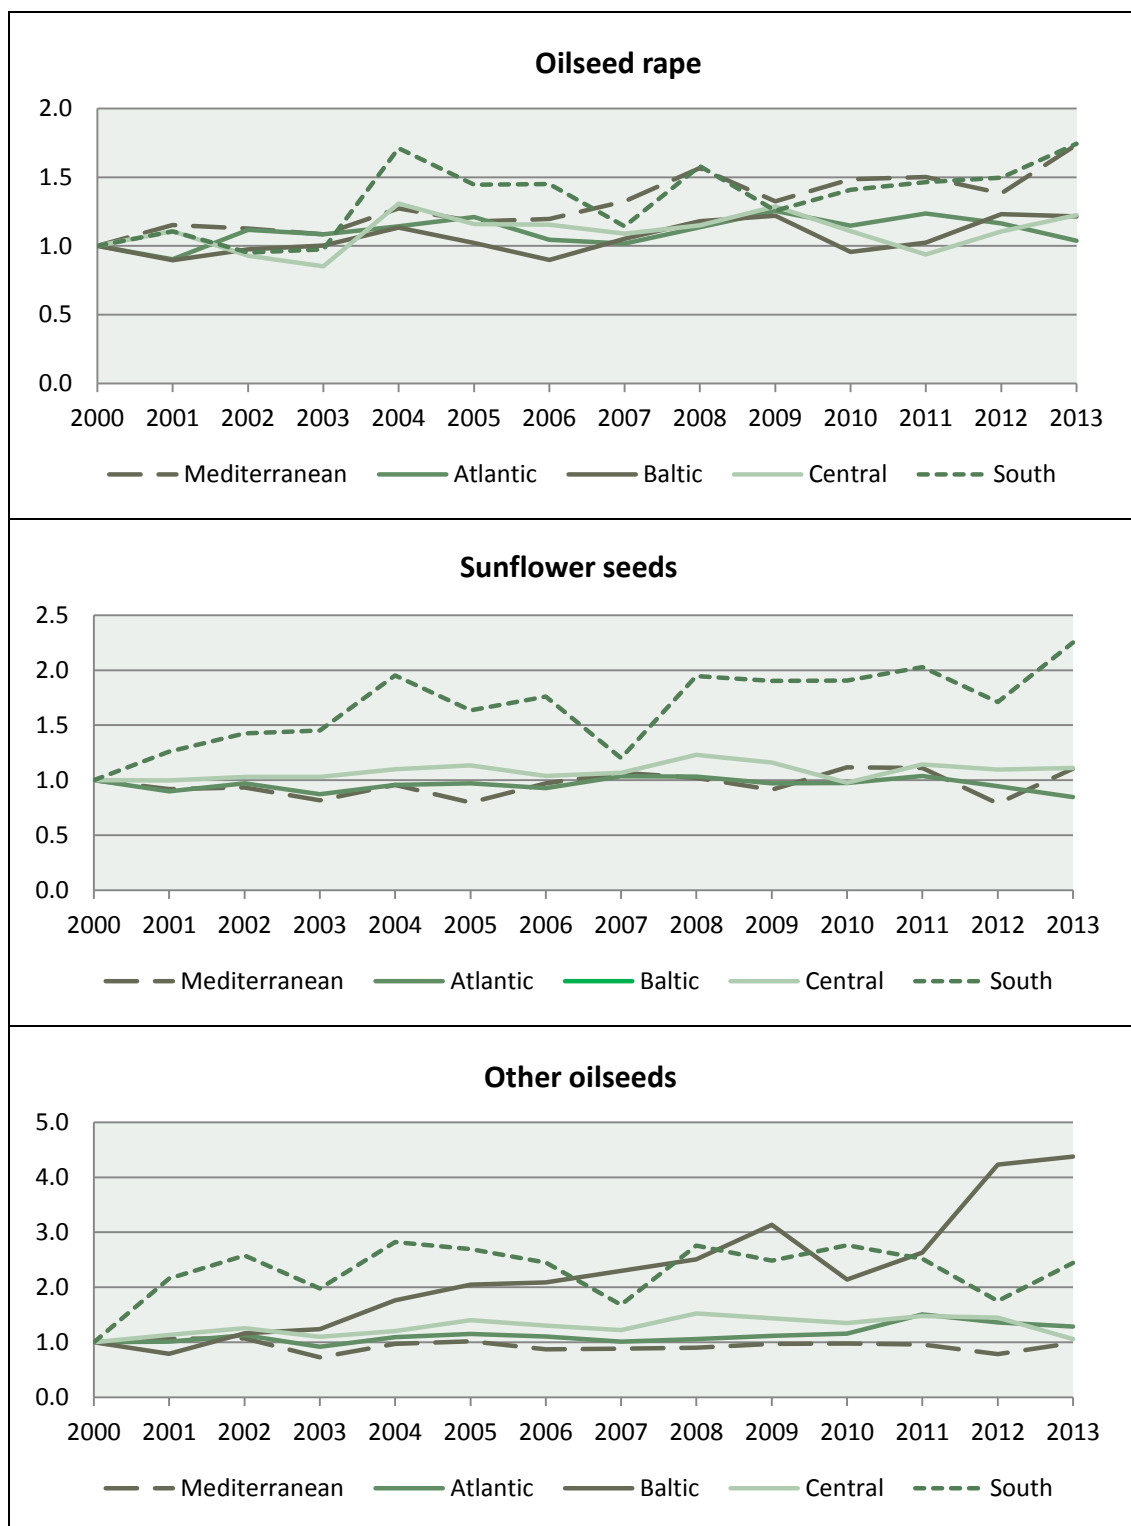 Oilseed rape
2.0
1.5
1.0
0.5
0.0
2000 2001 2002 2003 2004 2005 2006 2007 2008 2009 2010 2011 2012 2013
Mediterranean Atlantic Baltic Central South
Sunflower seeds
2.5
2.0
1.5
1.0
0.5
0.0
2000 2001 2002 2003 2004 2005 2006 2007 2008 2009 2010 2011 2012 2013
Mediterranean Atlantic Baltic Central South
Other oilseeds
5.0
4.0
3.0
2.0
1.0
0.0
2000 2001 2002 2003 2004 2005 2006 2007 2008 2009 2010 2011 2012 2013
Mediterranean Atlantic Baltic Central South